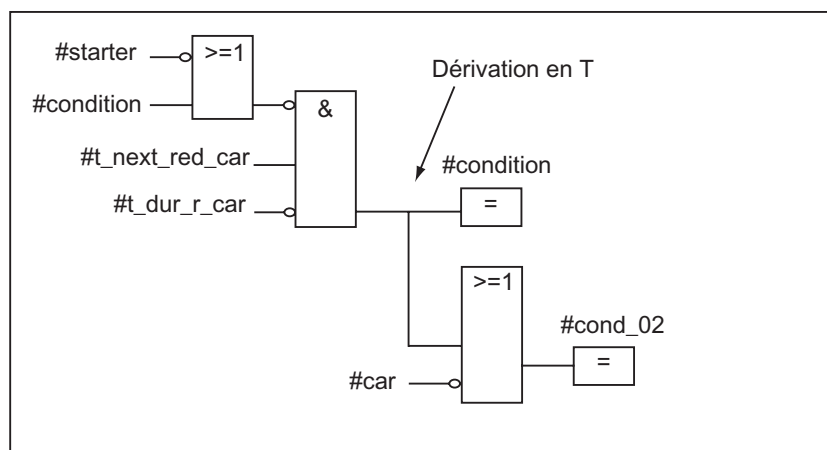 #starter
>=1
#condition
&
Dérivation en T
#t_next_red_car
#condition
#t_dur_r_car
=
>=1
#cond_02
=
#car